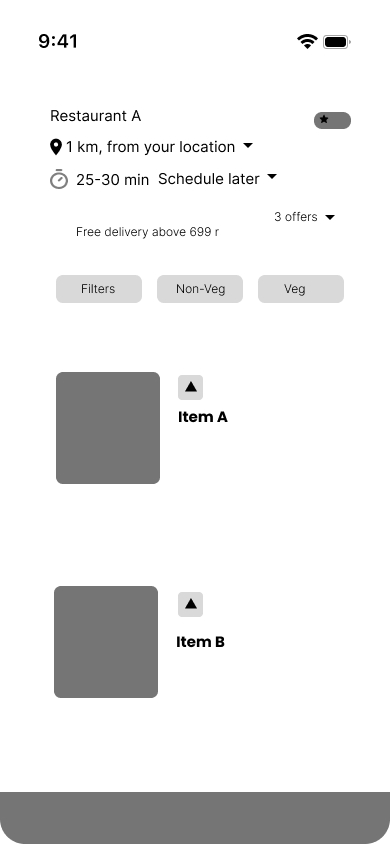 9:41
Restaurant A
1 km, from your location
25-30 min Schedule later
3 offers
Free delivery above 699 r
Filters Non-Veg Veg
Item A
Item B